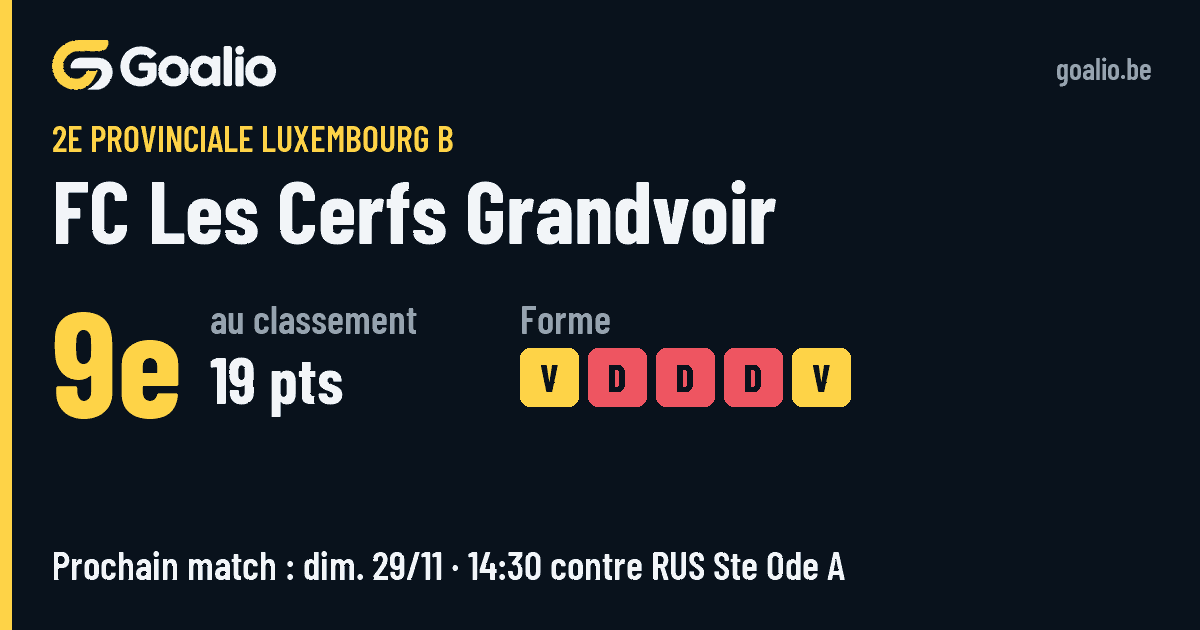 Goalio
goalio.be
2E PROVINCIALE LUXEMBOURG B
FC Les Cerfs Grandvoir
9e
au classement
19 pts
Forme
V D D D V
Prochain match : dim. 29/11 · 14:30 contre RUS Ste Ode A